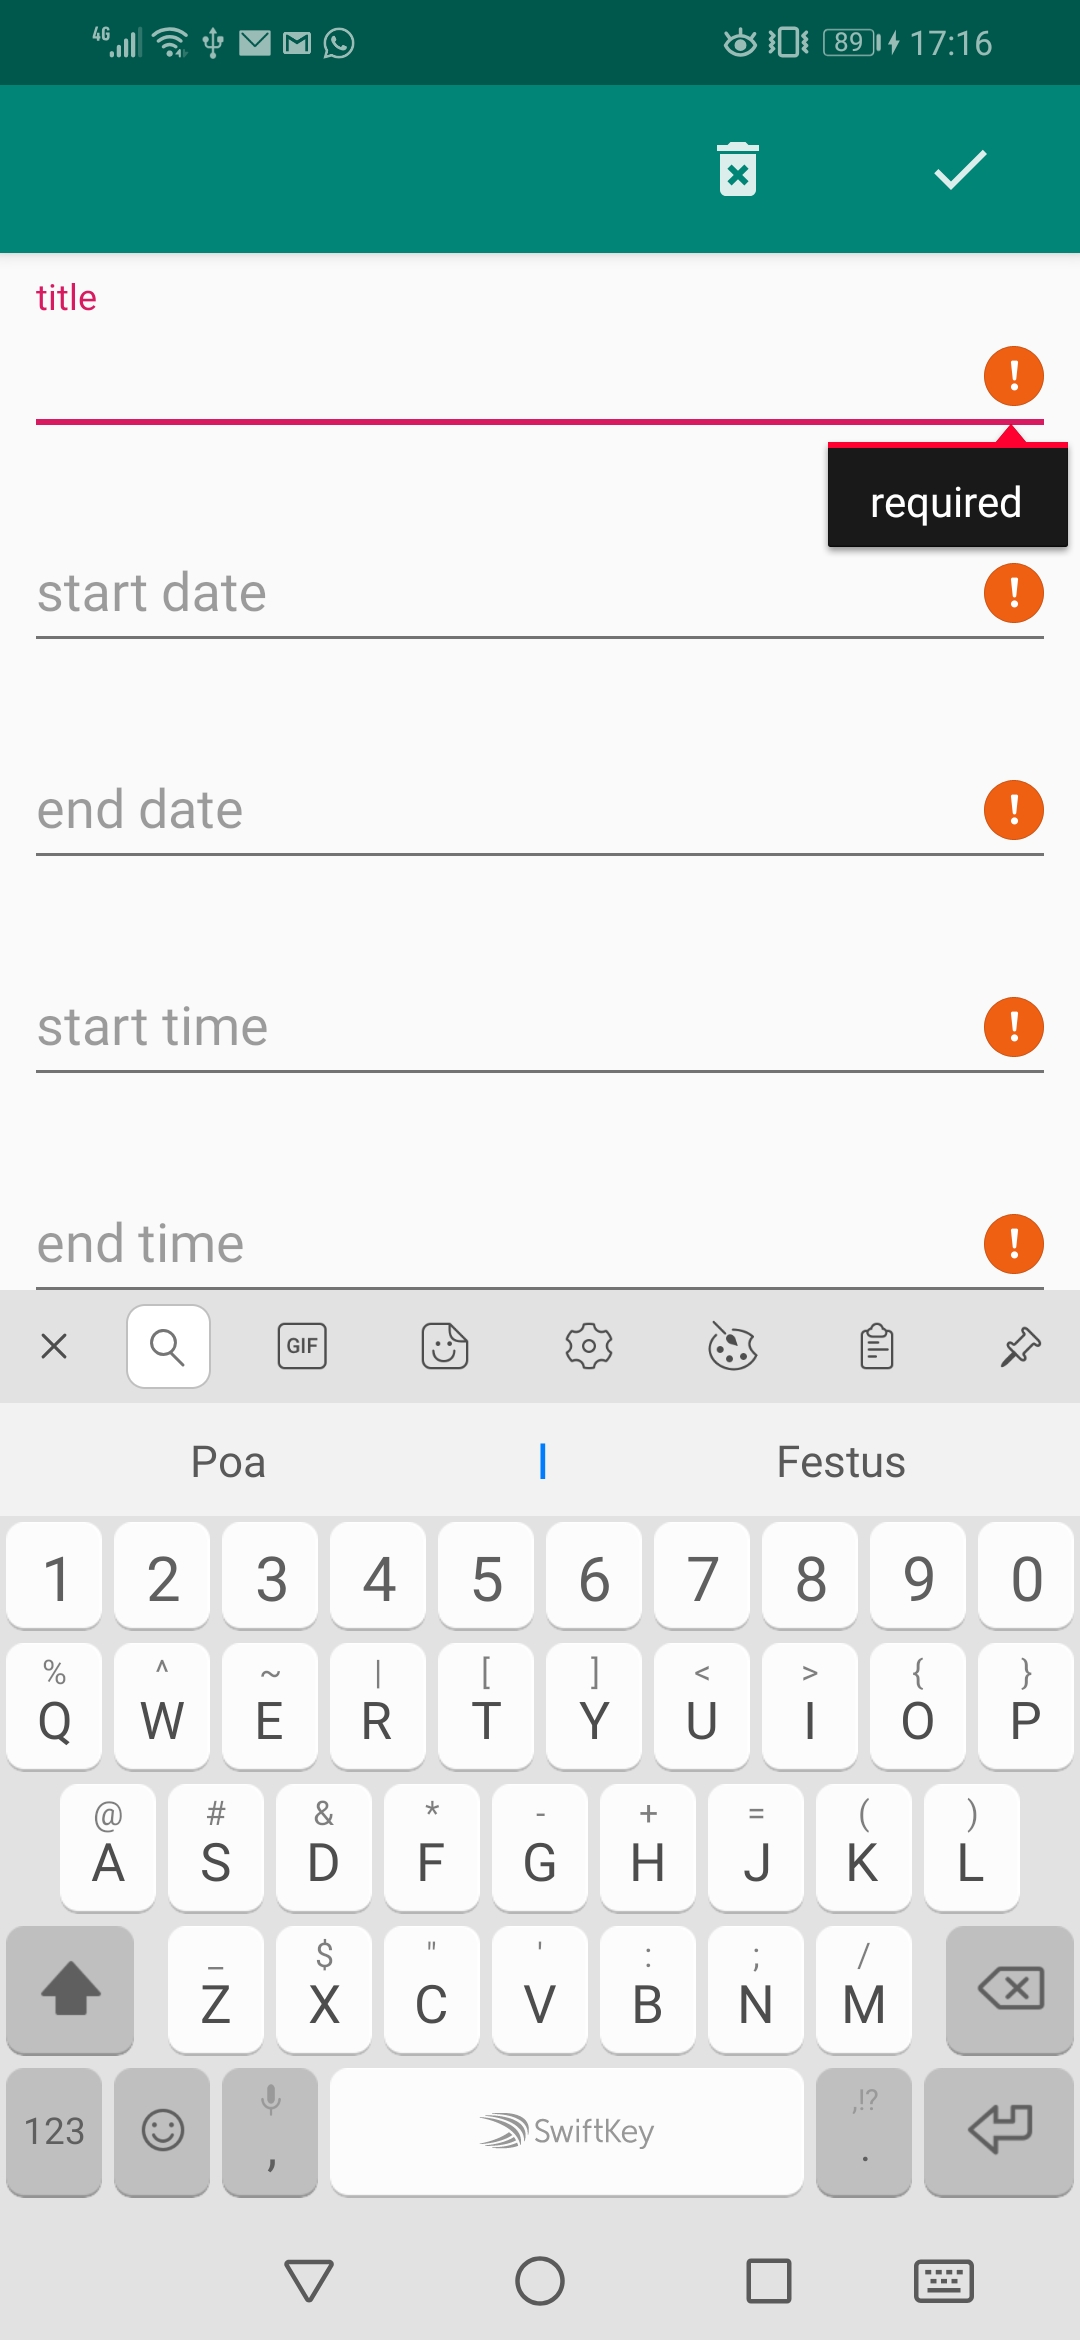 4G 89 17:16
title
!
required
start date !
end date !
start time !
end time !
GIF
Poa Festus
1 2 3 4 5 6 7 8 9 0
% ^ ~ | [ ] < > { }
Q W E R T Y U I O P
@ # & * - + = ( )
A S D F G H J K L
_ $ " ' : ; /
Z X C V B N M
,!?
123 , SwiftKey .